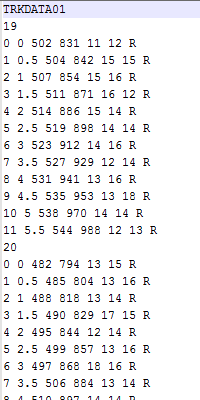 TRKDATA01
19
0 0 502 831 11 12 R
1 0.5 504 842 15 15 R
2 1 507 854 15 16 R
3 1.5 511 871 16 12 R
4 2 514 886 15 14 R
5 2.5 519 898 14 14 R
6 3 523 912 14 16 R
7 3.5 527 929 12 14 R
8 4 531 941 13 16 R
9 4.5 535 953 13 18 R
10 5 538 970 14 14 R
11 5.5 544 988 12 13 R
20
0 0 482 794 13 15 R
1 0.5 485 804 13 16 R
2 1 488 818 13 14 R
3 1.5 490 829 17 15 R
4 2 495 844 12 14 R
5 2.5 499 857 13 16 R
6 3 497 868 18 16 R
7 3.5 506 884 13 14 R
8 4 510 897 14 14 R